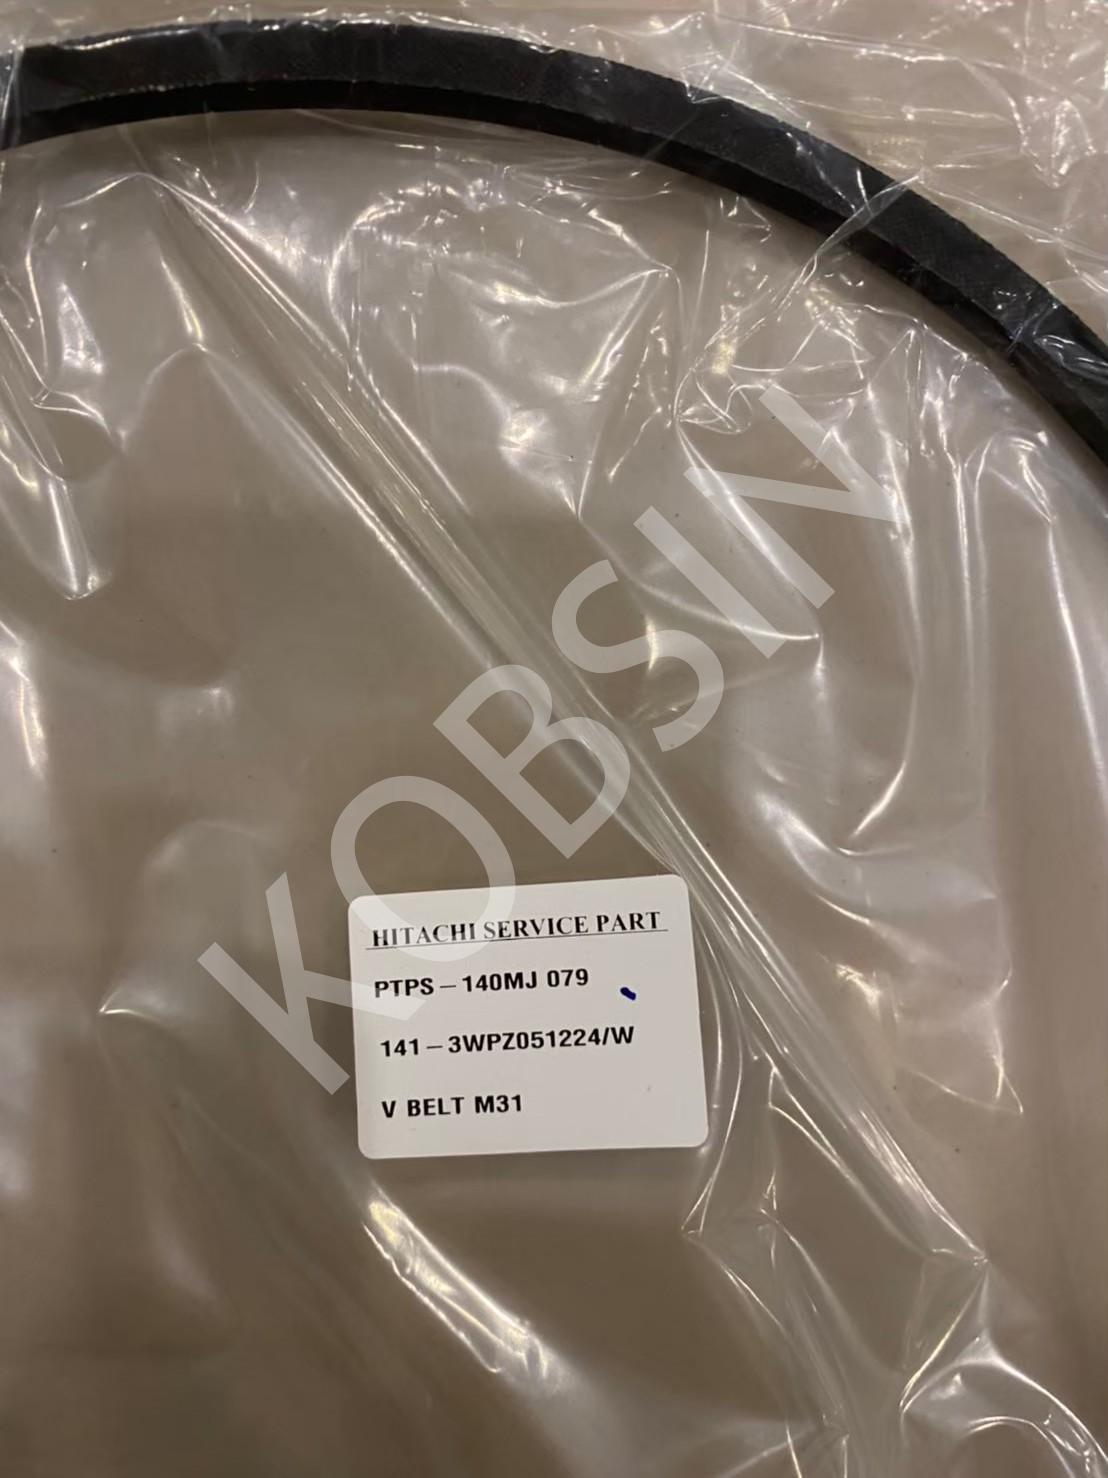 KOBSIN
HITACHI SERVICE PART
PTPS – 140MJ 079
141 – 3WPZ051224/W
V BELT M31